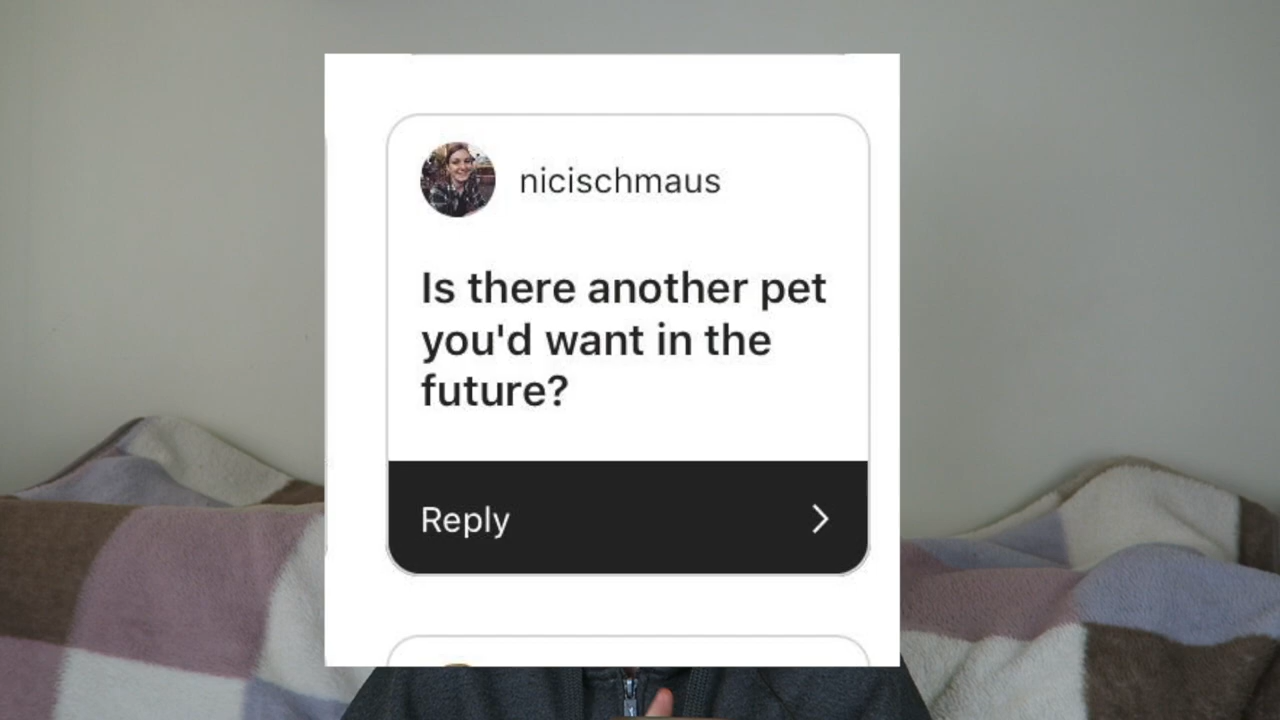 nicischmaus
Is there another pet
you'd want in the
future?
Reply